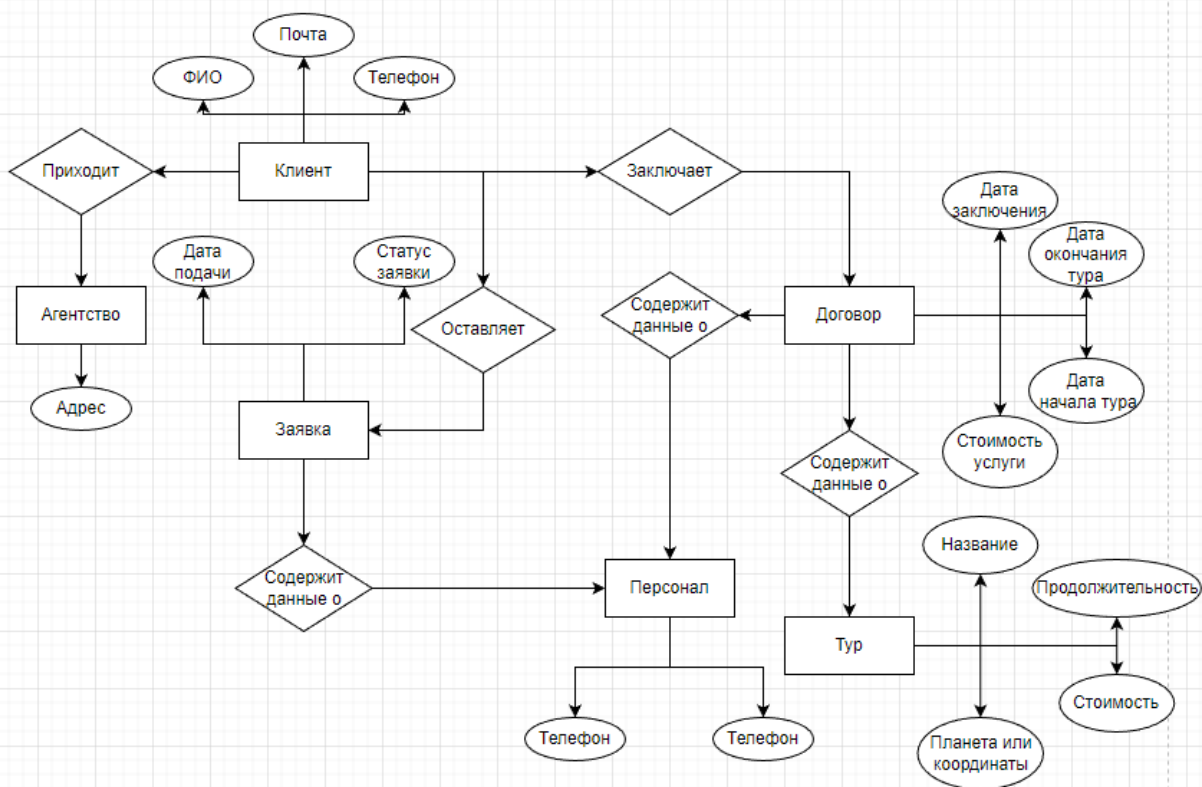 Почта
ФИО
Телефон
Приходит
Клиент
Заключает
Дата
заключения
Дата
подачи
Статус
заявки
Дата
окончания
тура
Агентство
Оставляет
Содержит
данные о
Договор
Адрес
Заявка
Дата
начала тура
Стоимость
услуги
Содержит
данные о
Название
Содержит
данные о
Персонал
Продолжительность
Тур
Стоимость
Телефон
Телефон
Планета или
координаты